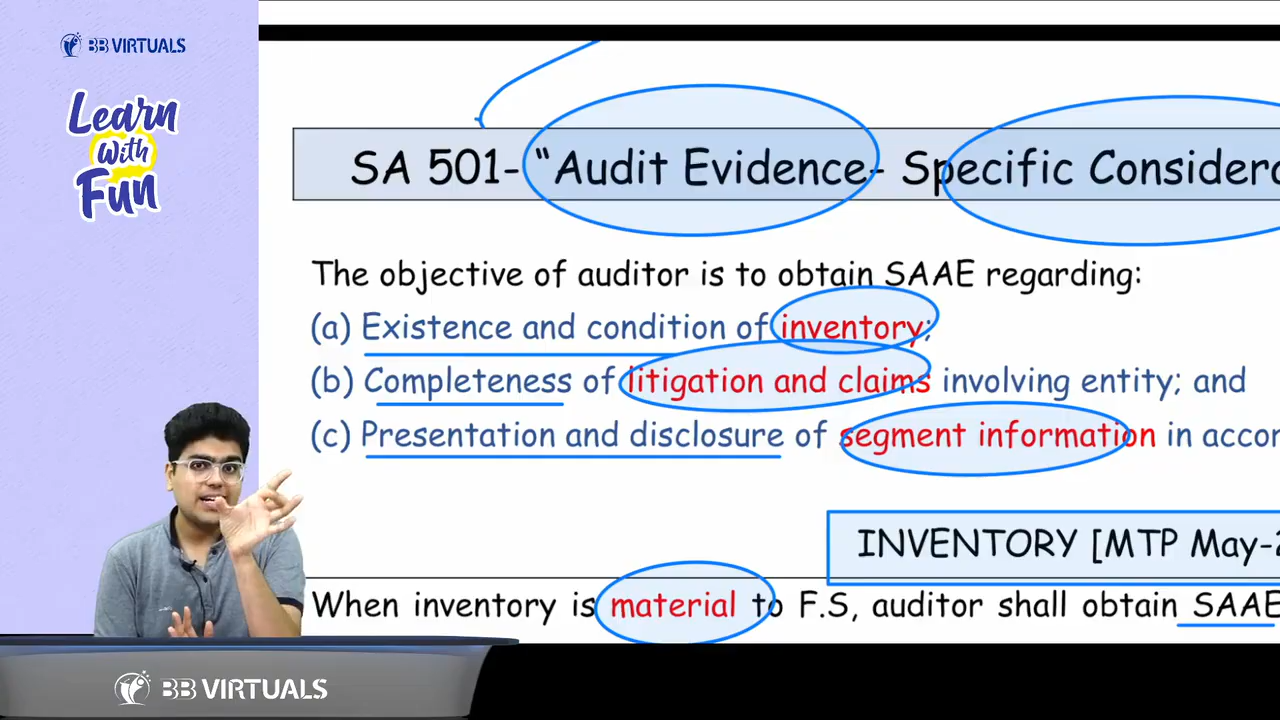 BB VIRTUALS
Learn
with
Fun
SA 501- “Audit Evidence- Specific Considera
The objective of auditor is to obtain SAAE regarding:
(a) Existence and condition of inventory;
(b) Completeness of litigation and claims involving entity; and
(c) Presentation and disclosure of segment information in accor
INVENTORY [MTP May-2
When inventory is material to F.S, auditor shall obtain SAAE
BB VIRTUALS